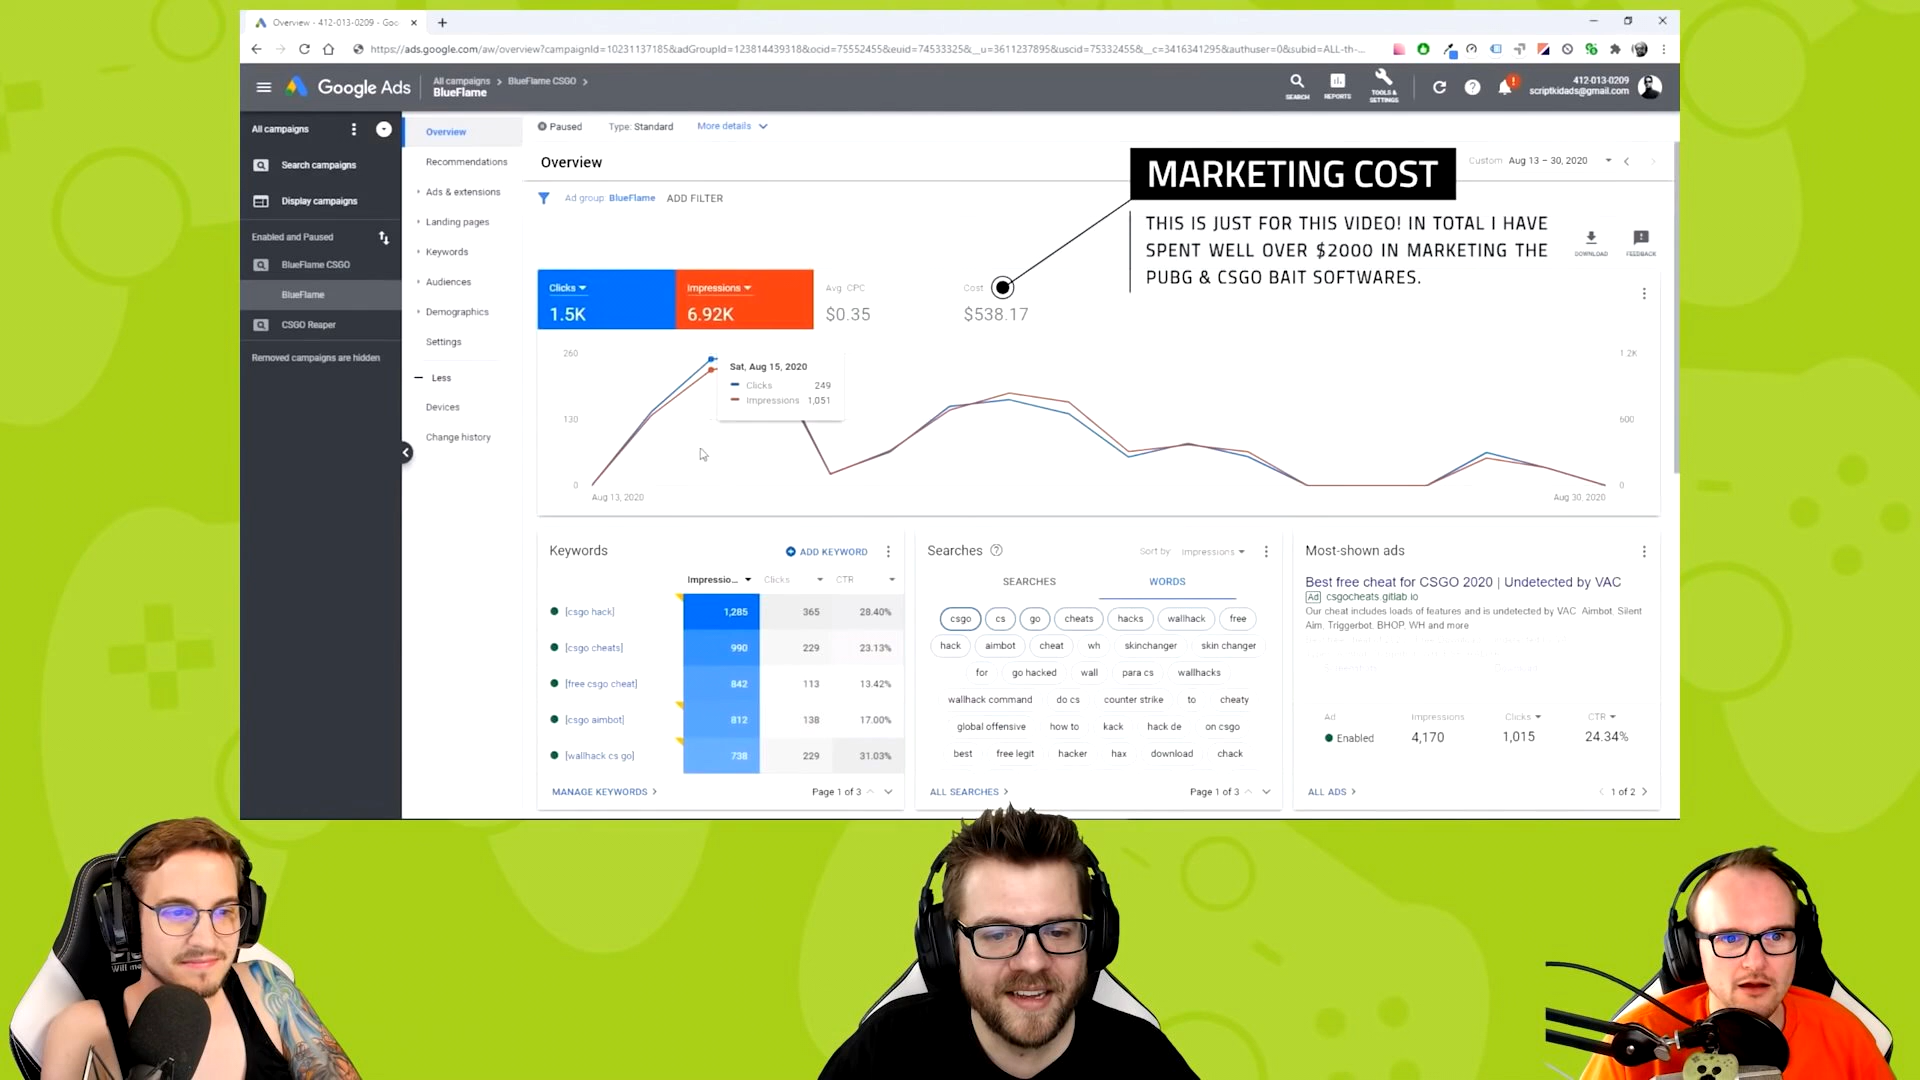 Overview - 412-013-0209 - Goo
https://ads.google.com/aw/overview?campaignId=10231137185&adGroupId=123814439318&ocid=75552455&euid=74533325&__u=3611237895&uscid=75332455&__c=3416341295&authuser=0&subid=ALL-th-...
Google Ads
All campaigns > BlueFlame CSGO >
BlueFlame
SEARCH
REPORTS
TOOLS &
SETTINGS
412-013-0209
scriptkidads@gmail.com
All campaigns
Search campaigns
Display campaigns
Enabled and Paused
BlueFlame CSGO
BlueFlame
CSGO Reaper
Removed campaigns are hidden
Overview
Recommendations
Ads & extensions
Landing pages
Keywords
Audiences
Demographics
Settings
Less
Devices
Change history
Paused Type: Standard More details
Overview
Custom Aug 13 – 30, 2020
MARKETING COST
THIS IS JUST FOR THIS VIDEO! IN TOTAL I HAVE
SPENT WELL OVER $2000 IN MARKETING THE
PUBG & CSGO BAIT SOFTWARES.
Ad group: BlueFlame ADD FILTER
DOWNLOAD
FEEDBACK
Clicks
1.5K
Impressions
6.92K
Avg. CPC
$0.35
Cost
$538.17
260
130
0
1.2K
600
0
Sat, Aug 15, 2020
Clicks 249
Impressions 1,051
Aug 13, 2020
Aug 30, 2020
Keywords
ADD KEYWORD
Impressio... Clicks CTR
[csgo hack] 1,285 365 28.40%
[csgo cheats] 990 229 23.13%
[free csgo cheat] 842 113 13.42%
[csgo aimbot] 812 138 17.00%
[wallhack cs go] 738 229 31.03%
MANAGE KEYWORDS
Page 1 of 3
Searches
Sort by: Impressions
SEARCHES WORDS
csgo cs go cheats hacks wallhack free
hack aimbot cheat wh skinchanger skin changer
for go hacked wall para cs wallhacks
wallhack command do cs counter strike to cheaty
global offensive how to kack hack de on csgo
best free legit hacker hax download chack
ALL SEARCHES
Page 1 of 3
Most-shown ads
Best free cheat for CSGO 2020 | Undetected by VAC
Ad csgocheats.gitlab.io
Our cheat includes loads of features and is undetected by VAC. Aimbot, Silent
Aim, Triggerbot, BHOP, WH and more
Ad Impressions Clicks CTR
Enabled 4,170 1,015 24.34%
ALL ADS
1 of 2